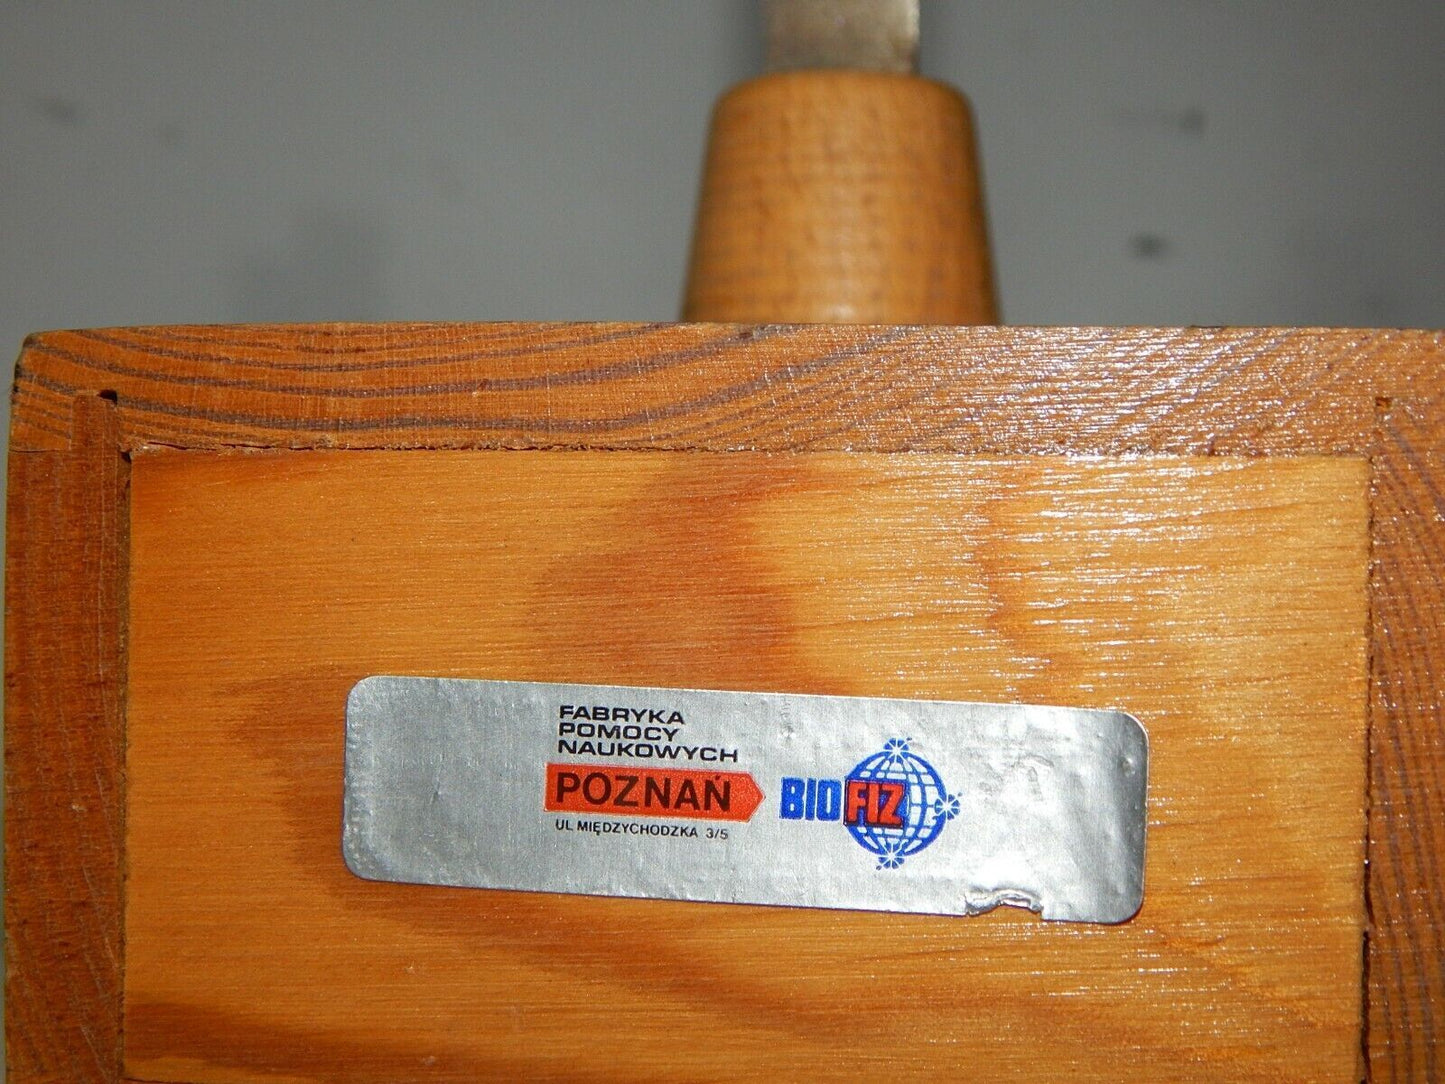 FABRYKA
POMOCY
NAUKOWYCH
POZNAŃ
UL MIĘDZYCHODZKA 3/5
BIOFIZ